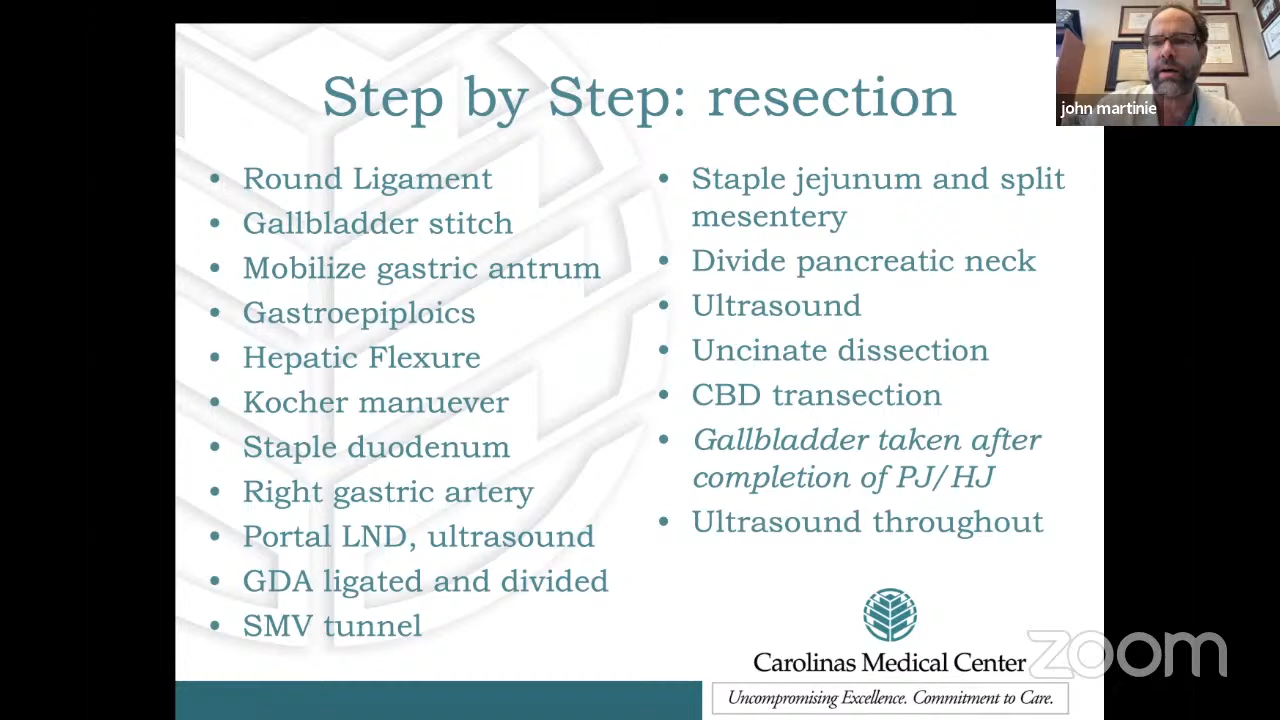 Step by Step: resection
• Round Ligament
• Gallbladder stitch
• Mobilize gastric antrum
• Gastroepiploics
• Hepatic Flexure
• Kocher manuever
• Staple duodenum
• Right gastric artery
• Portal LND, ultrasound
• GDA ligated and divided
• SMV tunnel
• Staple jejunum and split
mesentery
• Divide pancreatic neck
• Ultrasound
• Uncinate dissection
• CBD transection
• Gallbladder taken after
completion of PJ/HJ
• Ultrasound throughout
Carolinas Medical Center
Uncompromising Excellence. Commitment to Care.
john martinie
zoom